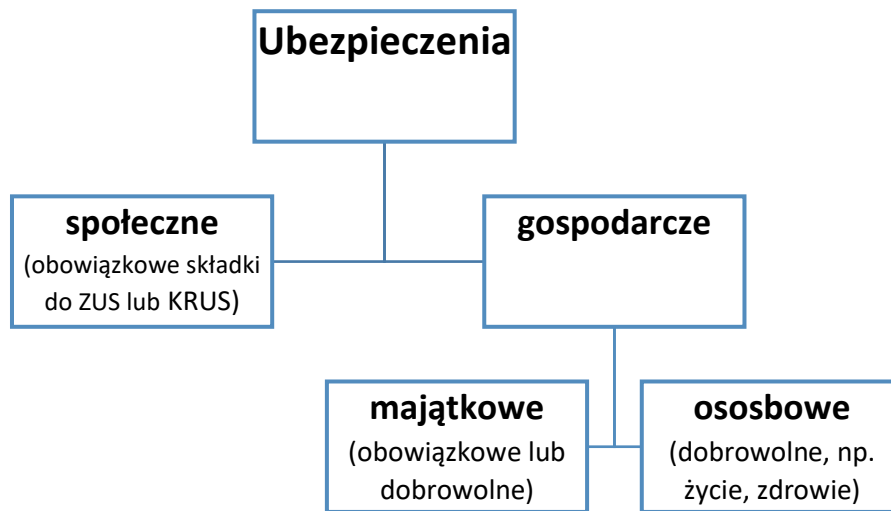 Ubezpieczenia
społeczne
(obowiązkowe składki
do ZUS lub KRUS)
gospodarcze
majątkowe
(obowiązkowe lub
dobrowolne)
ososbowe
(dobrowolne, np.
życie, zdrowie)